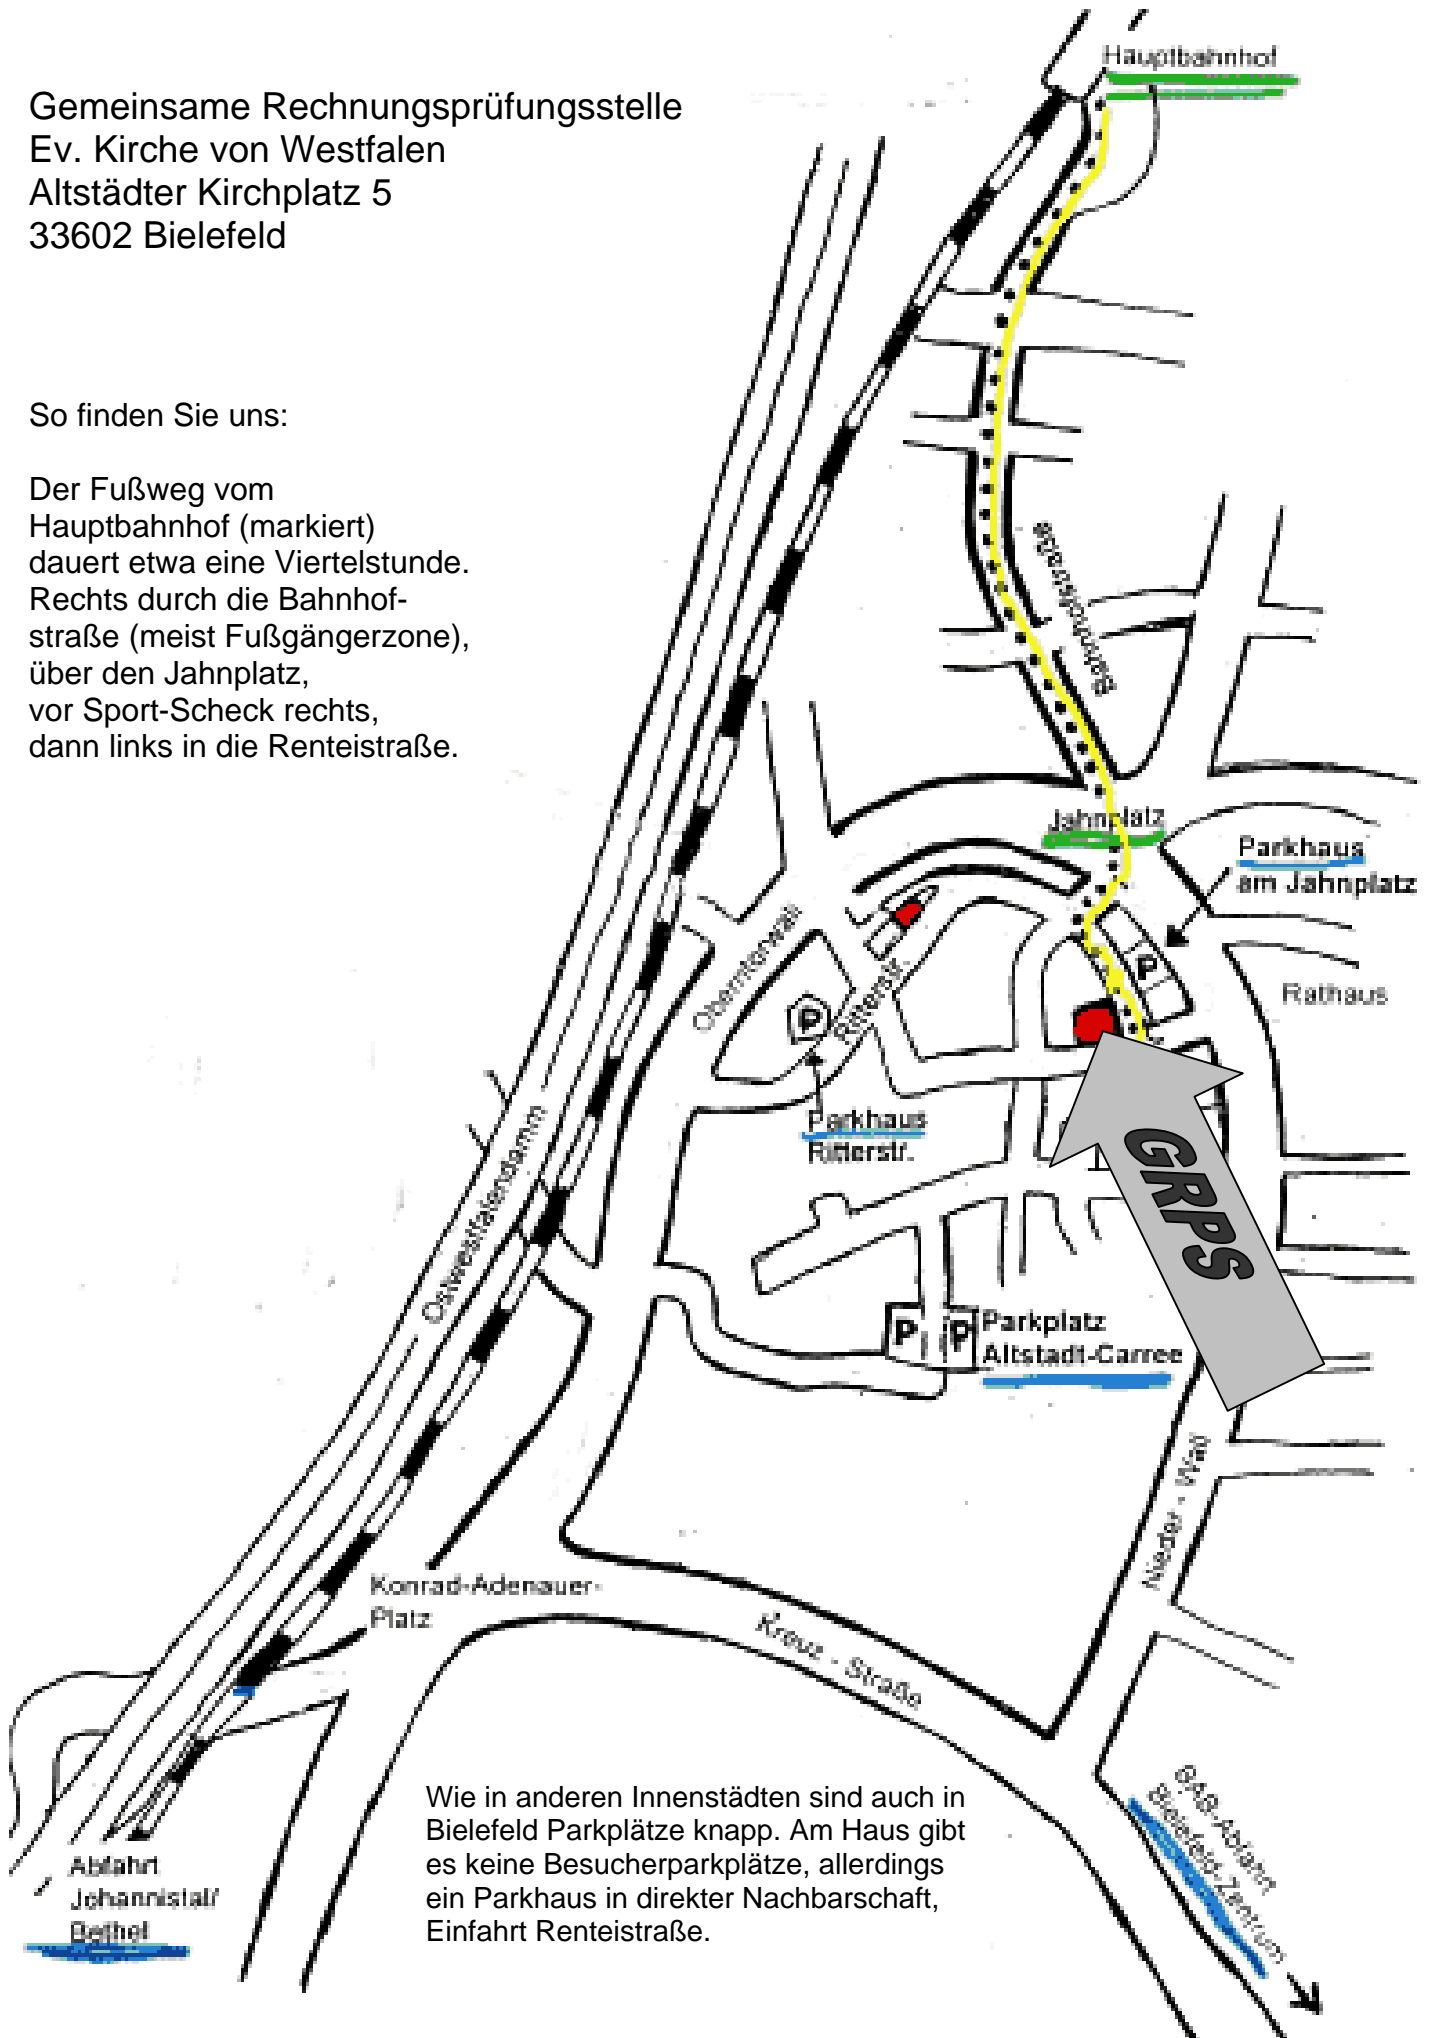 Hauptbahnhof
Gemeinsame Rechnungsprüfungsstelle
Ev. Kirche von Westfalen
Altstädter Kirchplatz 5
33602 Bielefeld
So finden Sie uns:
Der Fußweg vom
Hauptbahnhof (markiert)
dauert etwa eine Viertelstunde.
Rechts durch die Bahnhof-
straße (meist Fußgängerzone),
über den Jahnplatz,
vor Sport-Scheck rechts,
dann links in die Renteistraße.
Bahnhofstraße
Jahnplatz
Parkhaus
am Jahnplatz
Oberntorwall
Ritterstr.
P
P
Rathaus
Parkhaus
Ritterstr.
GRPS
Ostwestfalendamm
P
P
Parkplatz
Altstadt-Carree
Nieder - Wall
Konrad-Adenauer-
Platz
Kreuz - Straße
Wie in anderen Innenstädten sind auch in
Bielefeld Parkplätze knapp. Am Haus gibt
es keine Besucherparkplätze, allerdings
ein Parkhaus in direkter Nachbarschaft,
Einfahrt Renteistraße.
BAB-Abfahrt
Bielefeld-Zentrum
Abfahrt
Johannistal/
Bethel